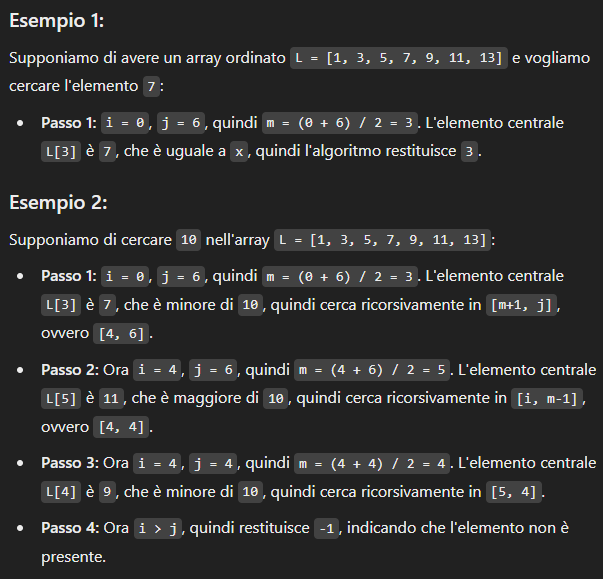 Esempio 1:
Supponiamo di avere un array ordinato L = [1, 3, 5, 7, 9, 11, 13] e vogliamo
cercare l'elemento 7:
• Passo 1: i = 0, j = 6, quindi m = (0 + 6) / 2 = 3. L'elemento centrale
L[3] è 7, che è uguale a x, quindi l'algoritmo restituisce 3.
Esempio 2:
Supponiamo di cercare 10 nell'array L = [1, 3, 5, 7, 9, 11, 13]:
• Passo 1: i = 0, j = 6, quindi m = (0 + 6) / 2 = 3. L'elemento centrale
L[3] è 7, che è minore di 10, quindi cerca ricorsivamente in [m+1, j],
ovvero [4, 6].
• Passo 2: Ora i = 4, j = 6, quindi m = (4 + 6) / 2 = 5. L'elemento centrale
L[5] è 11, che è maggiore di 10, quindi cerca ricorsivamente in [i, m-1],
ovvero [4, 4].
• Passo 3: Ora i = 4, j = 4, quindi m = (4 + 4) / 2 = 4. L'elemento centrale
L[4] è 9, che è minore di 10, quindi cerca ricorsivamente in [5, 4].
• Passo 4: Ora i > j, quindi restituisce -1, indicando che l'elemento non è
presente.